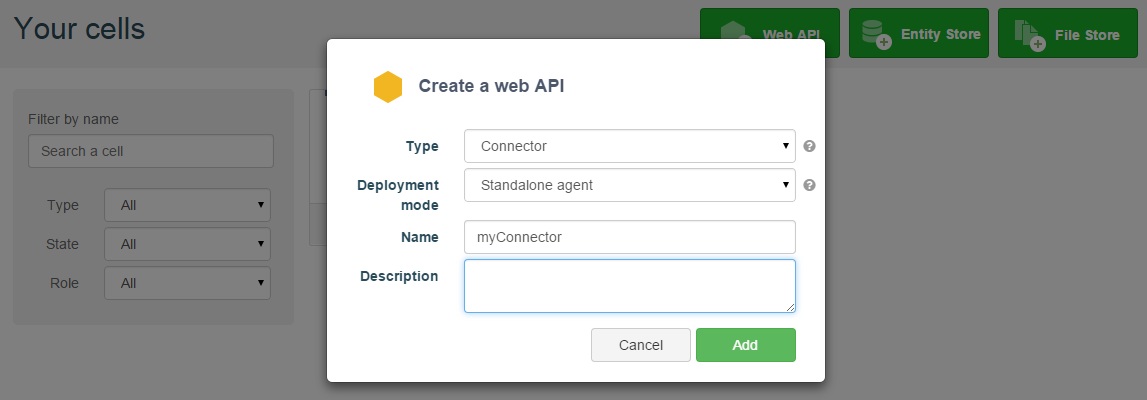 Your cells
Web API
Entity Store
File Store
Filter by name
Search a cell
Type All
State All
Role All
Create a web API
Type Connector
Deployment mode Standalone agent
Name myConnector
Description
Cancel Add